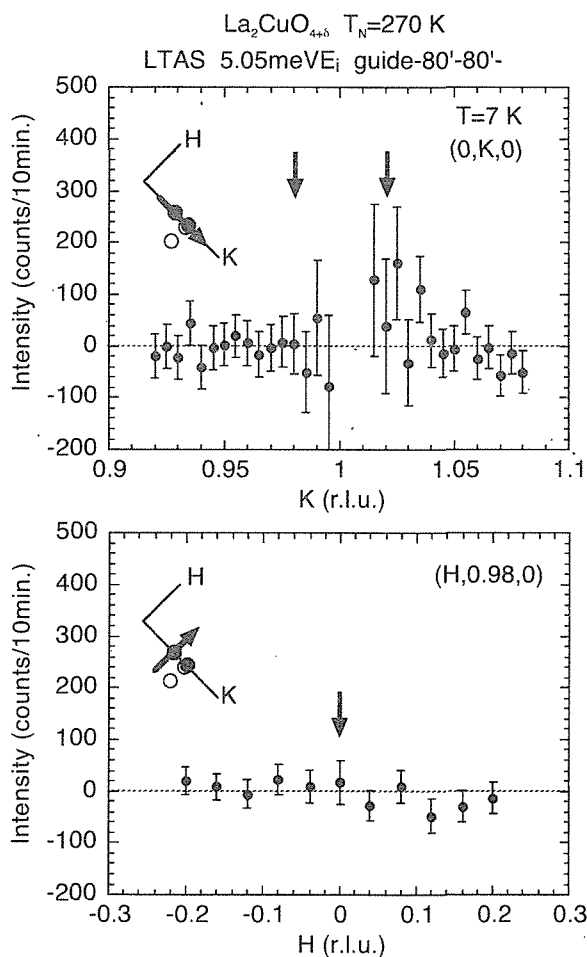 La₂CuO₄₊δ T_N=270 K
LTAS 5.05meVEᵢ guide-80'-80'-
Intensity (counts/10min.)
500
400
300
200
100
0
-100
-200
T=7 K
(0,K,0)
H
K
0.9
0.95
1
1.05
1.1
K (r.l.u.)
Intensity (counts/10min.)
500
400
300
200
100
0
-100
-200
(H,0.98,0)
H
K
-0.3
-0.2
-0.1
0
0.1
0.2
0.3
H (r.l.u.)